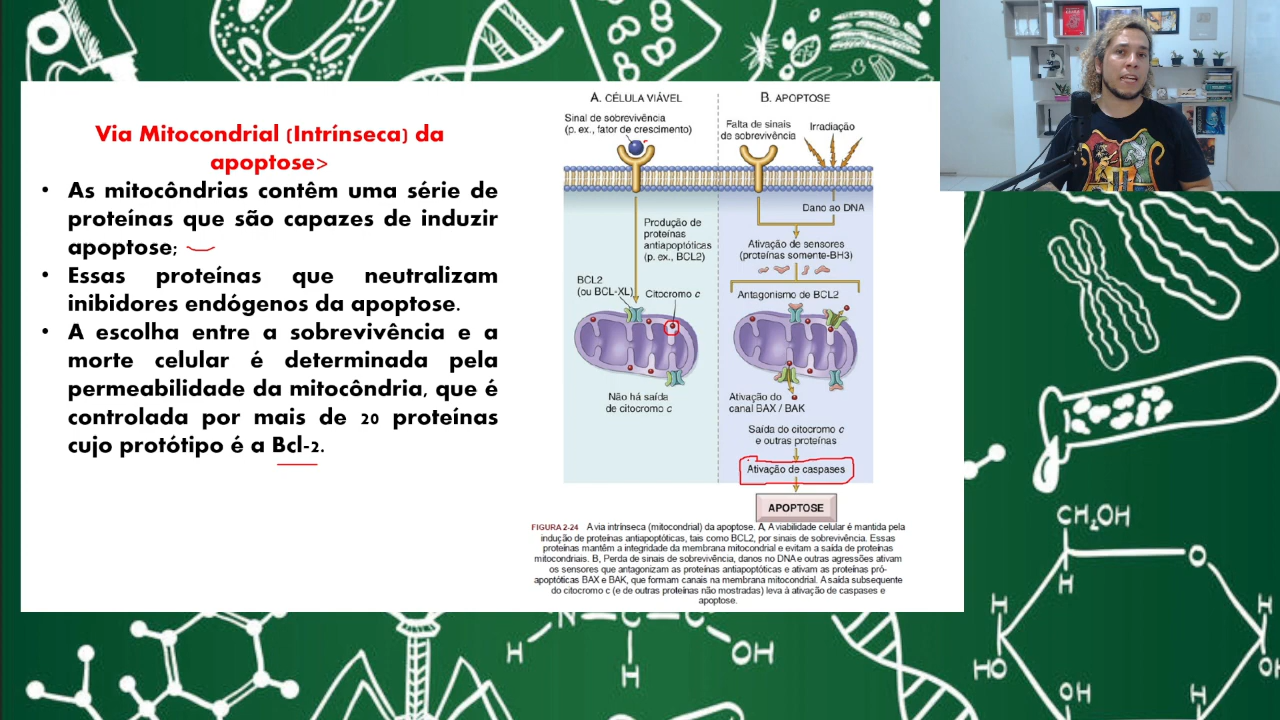 Via Mitocondrial (Intrínseca) da
apoptose>
• As mitocôndrias contêm uma série de
proteínas que são capazes de induzir
apoptose;
• Essas proteínas que neutralizam
inibidores endógenos da apoptose.
• A escolha entre a sobrevivência e a
morte celular é determinada pela
permeabilidade da mitocôndria, que é
controlada por mais de 20 proteínas
cujo protótipo é a Bcl-2.
A. CÉLULA VIÁVEL
Sinal de sobrevivência
(p. ex., fator de crescimento)
Produção de
proteínas
antiapoptóticas
(p. ex., BCL2)
BCL2
(ou BCL-XL)
Citocromo c
Não há saída
de citocromo c
B. APOPTOSE
Falta de sinais
de sobrevivência
Irradiação
Dano ao DNA
Ativação de sensores
(proteínas somente-BH3)
Antagonismo de BCL2
Ativação do
canal BAX / BAK
Saída do citocromo c
e outras proteínas
Ativação de caspases
APOPTOSE
FIGURA 2-24 A via intrínseca (mitocondrial) da apoptose. A, A viabilidade celular é mantida pela
indução de proteínas antiapoptóticas, tais como BCL2, por sinais de sobrevivência. Essas
proteínas mantêm a integridade da membrana mitocondrial e evitam a saída de proteínas
mitocondriais. B, Perda de sinais de sobrevivência, danos no DNA e outras agressões ativam
os sensores que antagonizam as proteínas antiapoptóticas e ativam as proteínas pró-
apoptóticas BAX e BAK, que formam canais na membrana mitocondrial. A saída subsequente
do citocromo c (e de outras proteínas não mostradas) leva à ativação de caspases e
apoptose.
CH2OH
O
H
H
H
HO
OH
H
OH
N
C
C
H
H
OH